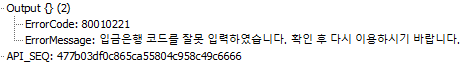 Output {} (2)
ErrorCode: 80010221
ErrorMessage: 입금은행 코드를 잘못 입력하였습니다. 확인 후 다시 이용하시기 바랍니다.
API_SEQ: 477b03df0c865ca55804c958c49c6666